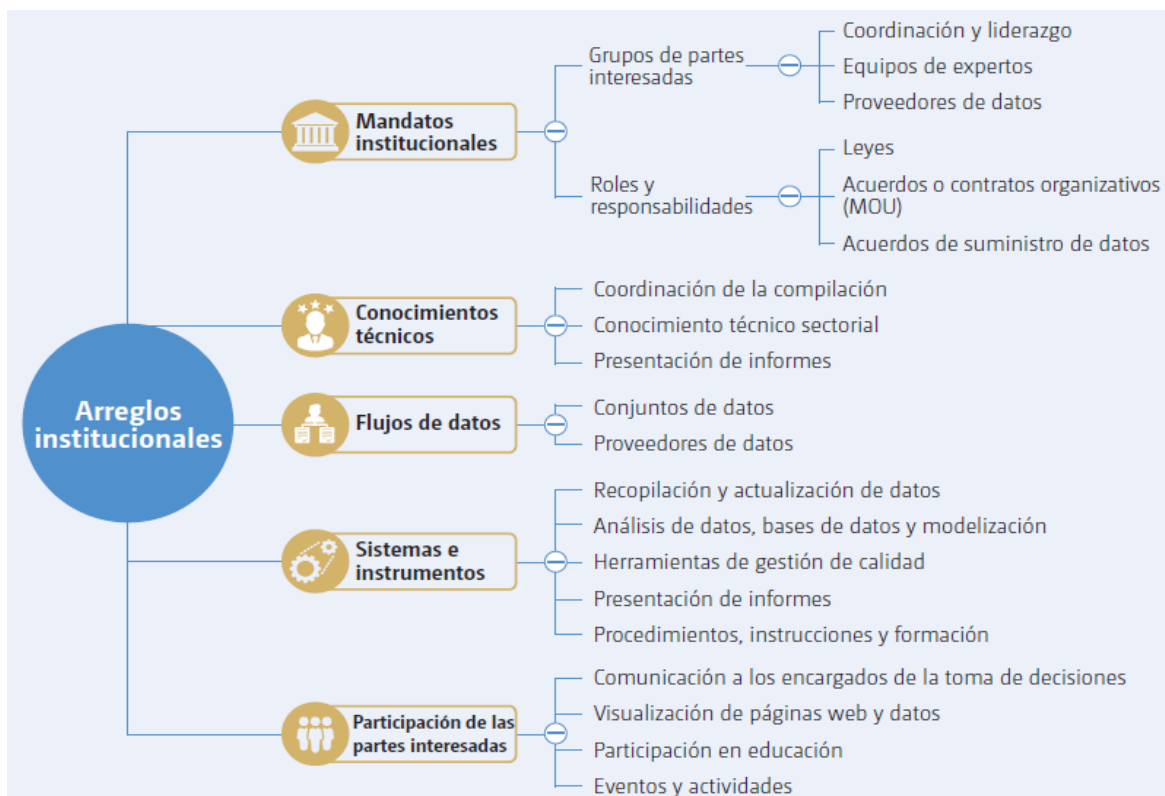 Arreglos
institucionales
Mandatos
institucionales
Grupos de partes
interesadas
Coordinación y liderazgo
Equipos de expertos
Proveedores de datos
Roles y
responsabilidades
Leyes
Acuerdos o contratos organizativos
(MOU)
Acuerdos de suministro de datos
Conocimientos
técnicos
Coordinación de la compilación
Conocimiento técnico sectorial
Presentación de informes
Flujos de datos
Conjuntos de datos
Proveedores de datos
Sistemas e
instrumentos
Recopilación y actualización de datos
Análisis de datos, bases de datos y modelización
Herramientas de gestión de calidad
Presentación de informes
Procedimientos, instrucciones y formación
Participación de las
partes interesadas
Comunicación a los encargados de la toma de decisiones
Visualización de páginas web y datos
Participación en educación
Eventos y actividades